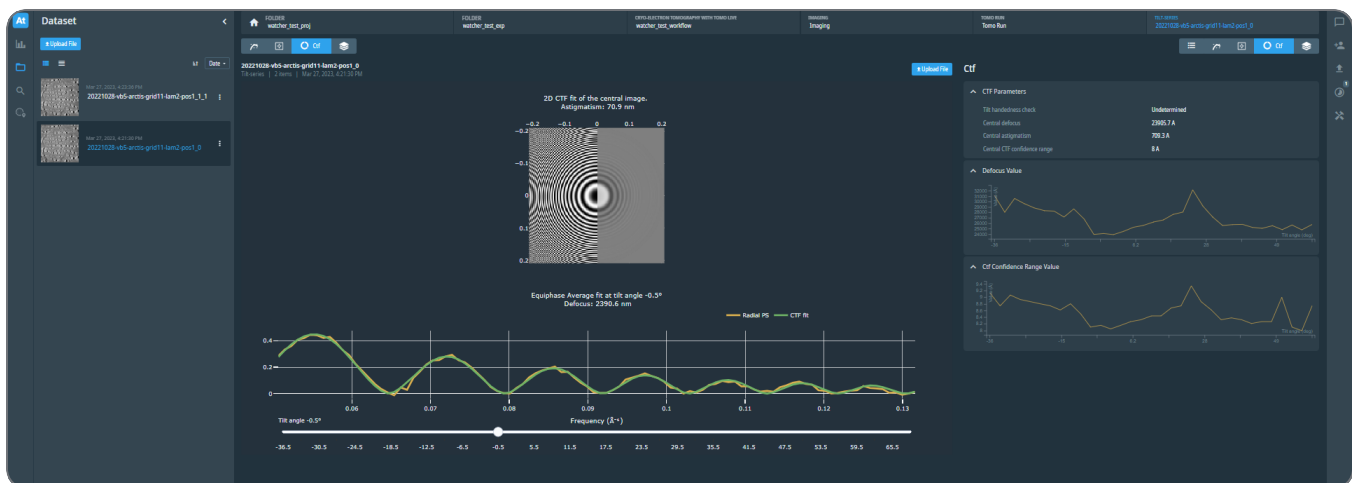 At
Dataset
Upload File
Date
Mar 27, 2023, 4:23:38 PM
20221028-vb5-arctis-grid11-lam2-pos1_1_1
Mar 27, 2023, 4:21:38 PM
20221028-vb5-arctis-grid11-lam2-pos1_0
FOLDER
watcher_test_proj
FOLDER
watcher_test_exp
CRYO-ELECTRON TOMOGRAPHY WITH TOMO LIVE
watcher_test_workflow
IMAGING
Imaging
TOMO RUN
Tomo Run
TILT-SERIES
20221028-vb5-arctis-grid11-lam2-pos1_0
Ctf
20221028-vb5-arctis-grid11-lam2-pos1_0
Tilt-series | 2 items | Mar 27, 2023, 4:21:38 PM
Upload File
2D CTF fit of the central image.
Astigmatism: 70.9 nm
−0.2 −0.1 0 0.1 0.2
−0.2
−0.1
0
0.1
0.2
Equiphase Average fit at tilt angle -0.5º
Defocus: 2390.6 nm
Radial PS CTF fit
0.4
0.2
0
0.06 0.07 0.08 0.09 0.1 0.11 0.12 0.13
Tilt angle -0.5º
Frequency (Å⁻¹)
-36.5 -30.5 -24.5 -18.5 -12.5 -6.5 -0.5 5.5 11.5 17.5 23.5 29.5 35.5 41.5 47.5 53.5 59.5 65.5
Ctf
Ctf
CTF Parameters
Tilt handedness check Undetermined
Central defocus 23905.7 A
Central astigmatism 709.3 A
Central CTF confidence range 8 A
Defocus Value
Tilt angle (deg)
Ctf Confidence Range Value
Tilt angle (deg)